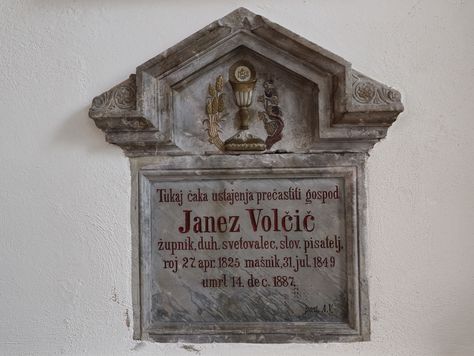 Tukaj čaka ustajenja prečastiti gospod
Janez Volčič
župnik, duh. svetovalec, slov. pisatelj.
roj 27. apr. 1825 mašnik, 31. jul. 1849
umrl 14. dec. 1887.